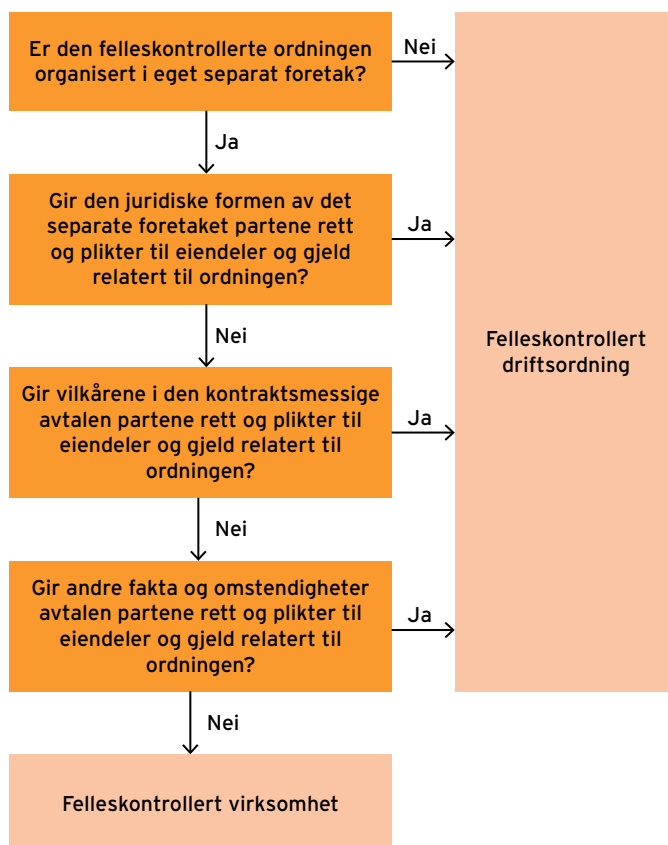 Er den felleskontrollerte ordningen
organisert i eget separat foretak?
Nei
Ja
Gir den juridiske formen av det
separate foretaket partene rett
og plikter til eiendeler og gjeld
relatert til ordningen?
Ja
Nei
Felleskontrollert
driftsordning
Gir vilkårene i den kontraktsmessige
avtalen partene rett og plikter til
eiendeler og gjeld relatert til
ordningen?
Ja
Nei
Gir andre fakta og omstendigheter
avtalen partene rett og plikter til
eiendeler og gjeld relatert til
ordningen?
Ja
Nei
Felleskontrollert virksomhet